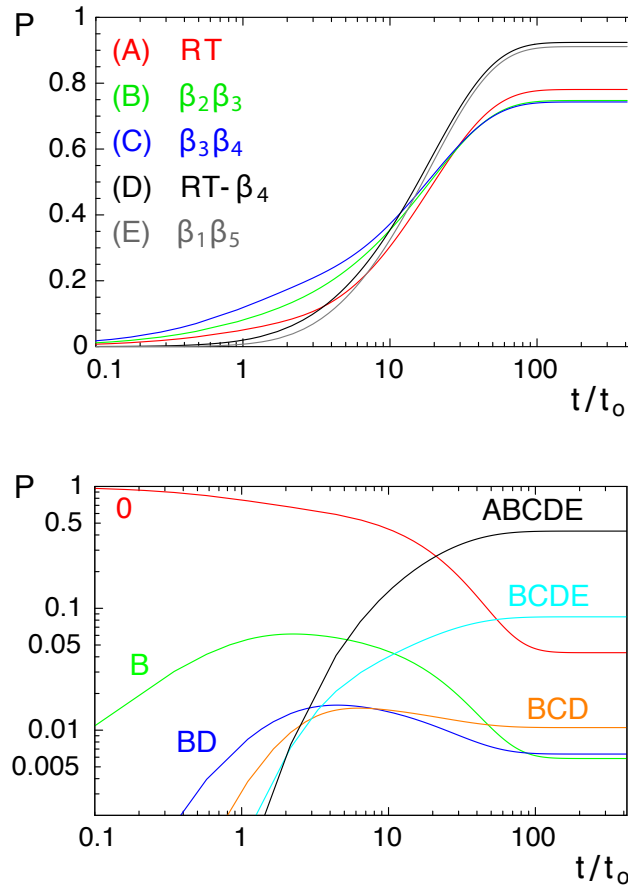 P
1
(A) RT
(B) β₂β₃
0.8
(C) β₃β₄
0.6
(D) RT-β₄
(E) β₁β₅
0.4
0.2
0
0.1 1 10 100
t/tₒ
P
1
0
ABCDE
0.5
BCDE
0.1
0.05
B
BD
BCD
0.01
0.005
0.1 1 10 100
t/tₒ